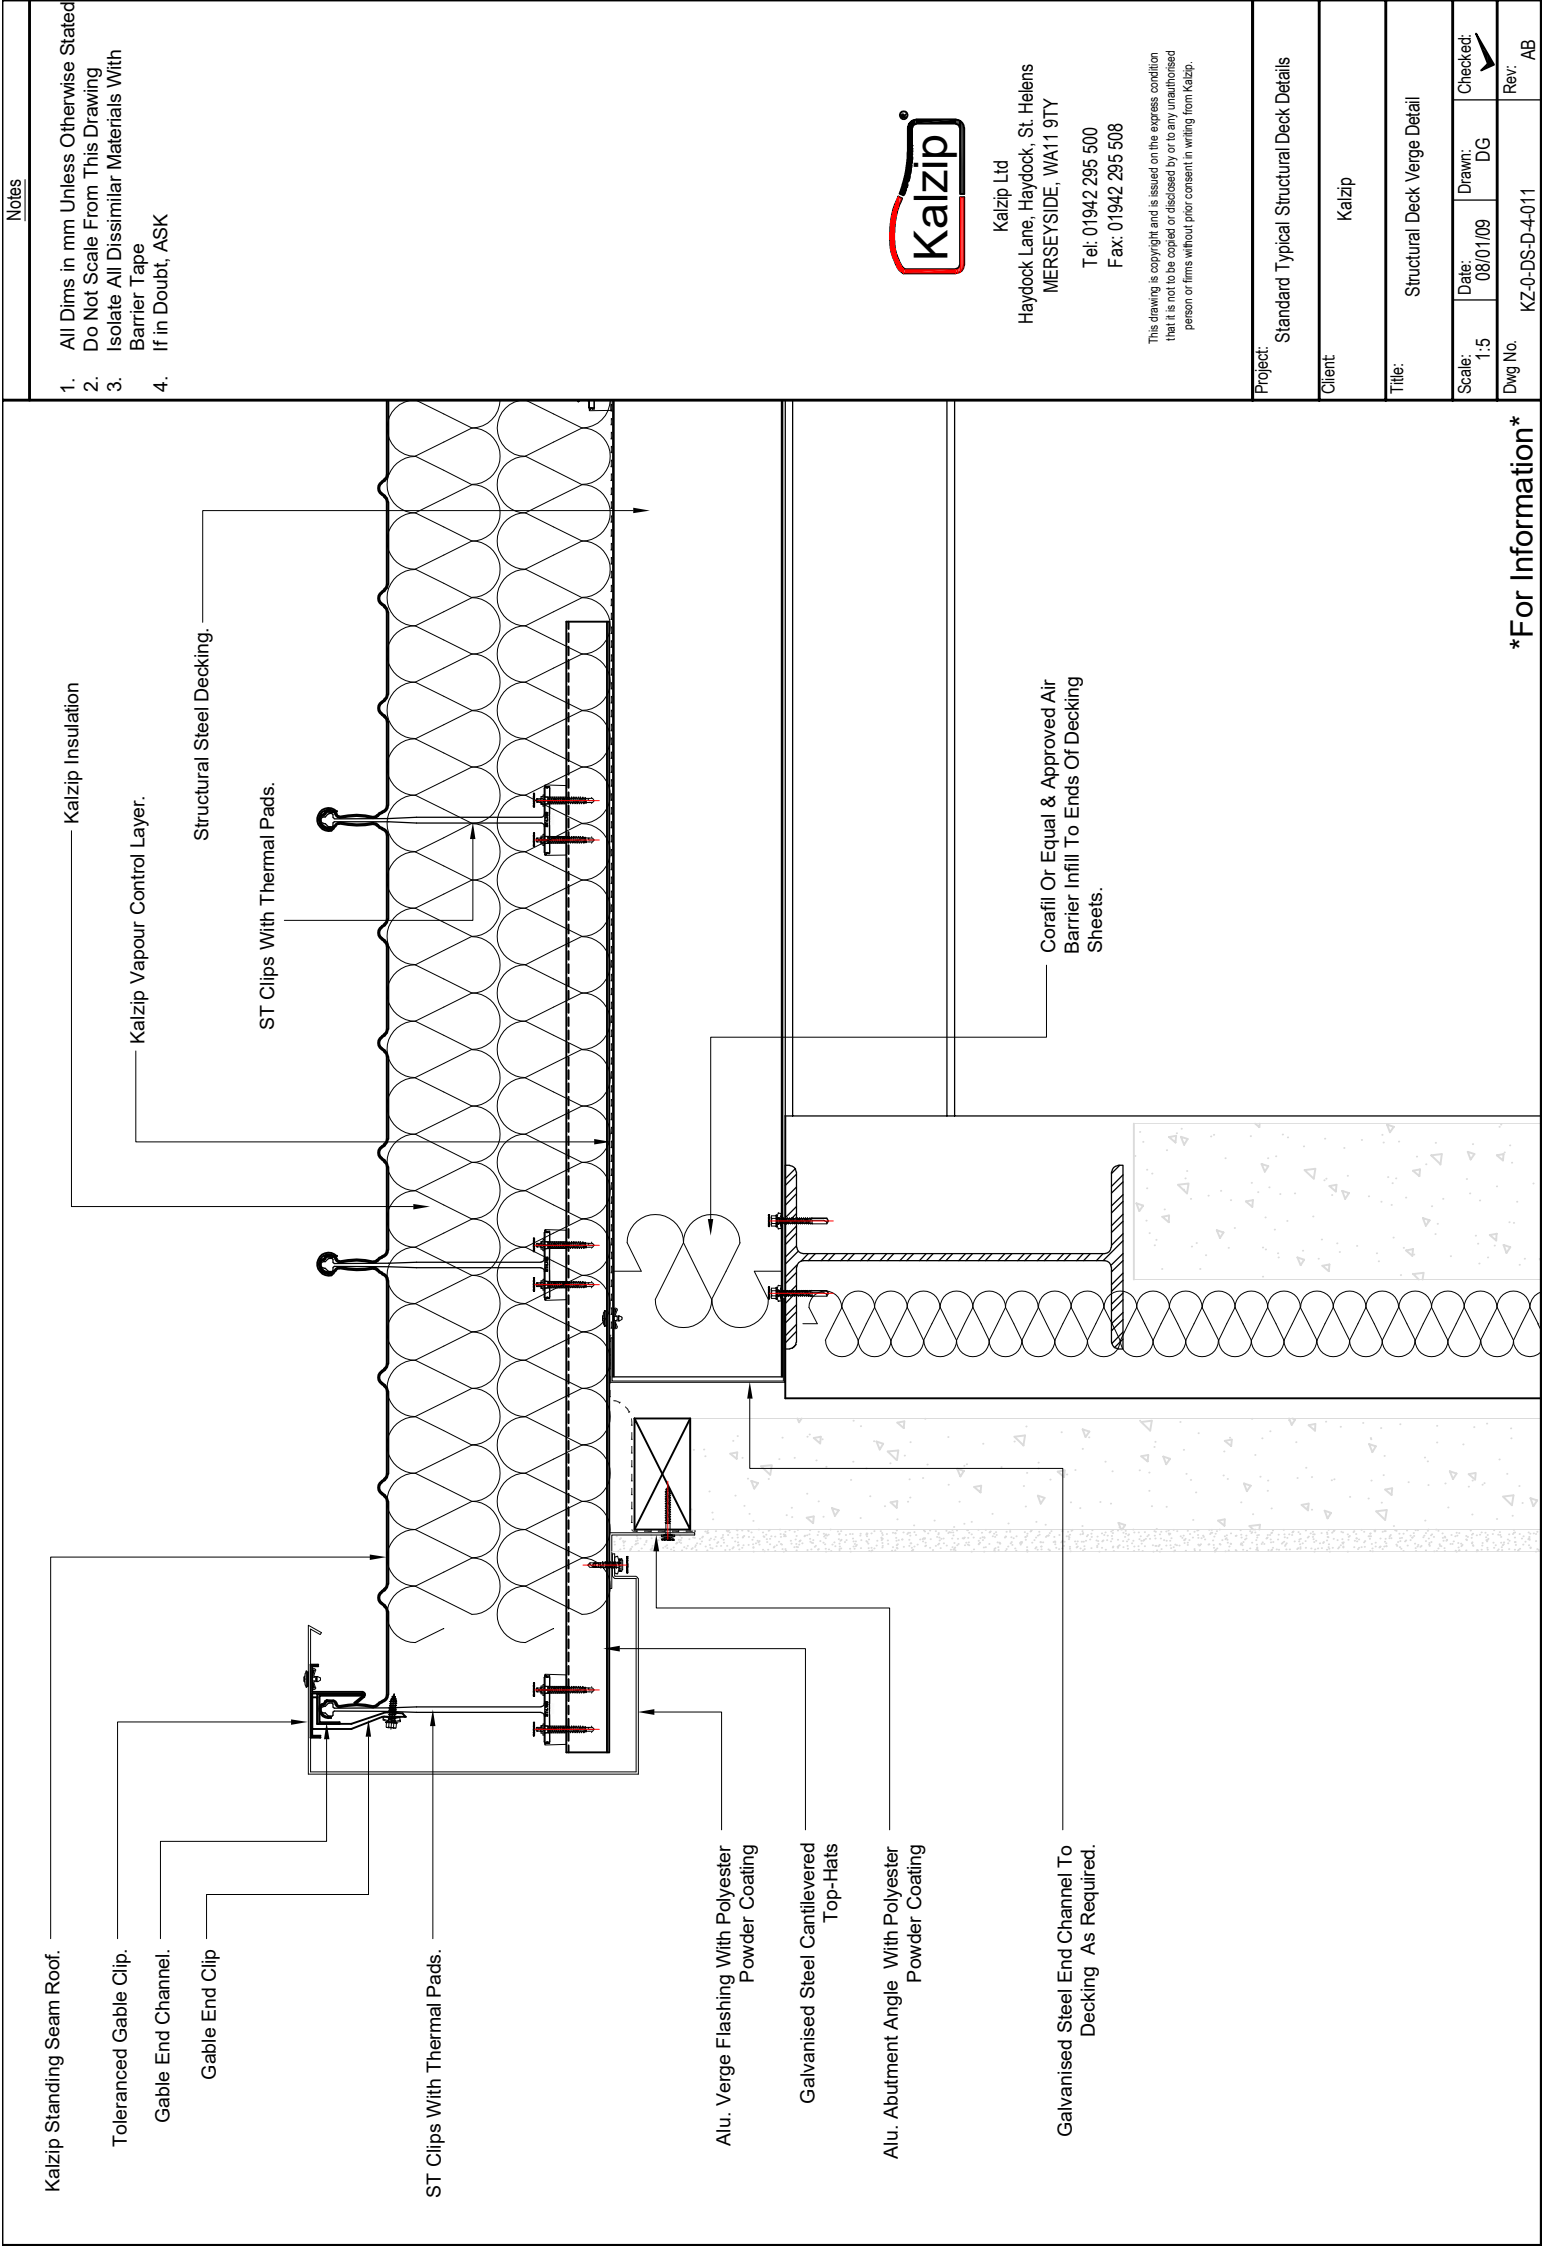 Kalzip Standing Seam Roof.
Toleranced Gable Clip.
Gable End Channel.
Gable End Clip
ST Clips With Thermal Pads.
Alu. Verge Flashing With Polyester
Powder Coating
Galvanised Steel Cantilevered
Top-Hats
Alu. Abutment Angle With Polyester
Powder Coating
Galvanised Steel End Channel To
Decking As Required.
Kalzip Insulation
Kalzip Vapour Control Layer.
Structural Steel Decking.
ST Clips With Thermal Pads.
Corafil Or Equal & Approved Air
Barrier Infill To Ends Of Decking
Sheets.
*For Information*
Notes
1. All Dims in mm Unless Otherwise Stated
2. Do Not Scale From This Drawing
3. Isolate All Dissimilar Materials With
Barrier Tape
4. If in Doubt, ASK
Kalzip®
Kalzip Ltd
Haydock Lane, Haydock, St. Helens
MERSEYSIDE, WA11 9TY
Tel: 01942 295 500
Fax: 01942 295 508
This drawing is copyright and is issued on the express condition
that it is not to be copied or disclosed by or to any unauthorised
person or firms without prior consent in writing from Kalzip.
Project:
Standard Typical Structural Deck Details
Client:
Kalzip
Title:
Structural Deck Verge Detail
Scale: 1:5 Date: 08/01/09 Drawn: DG Checked:
Dwg No. KZ-0-DS-D-4-011 Rev: AB